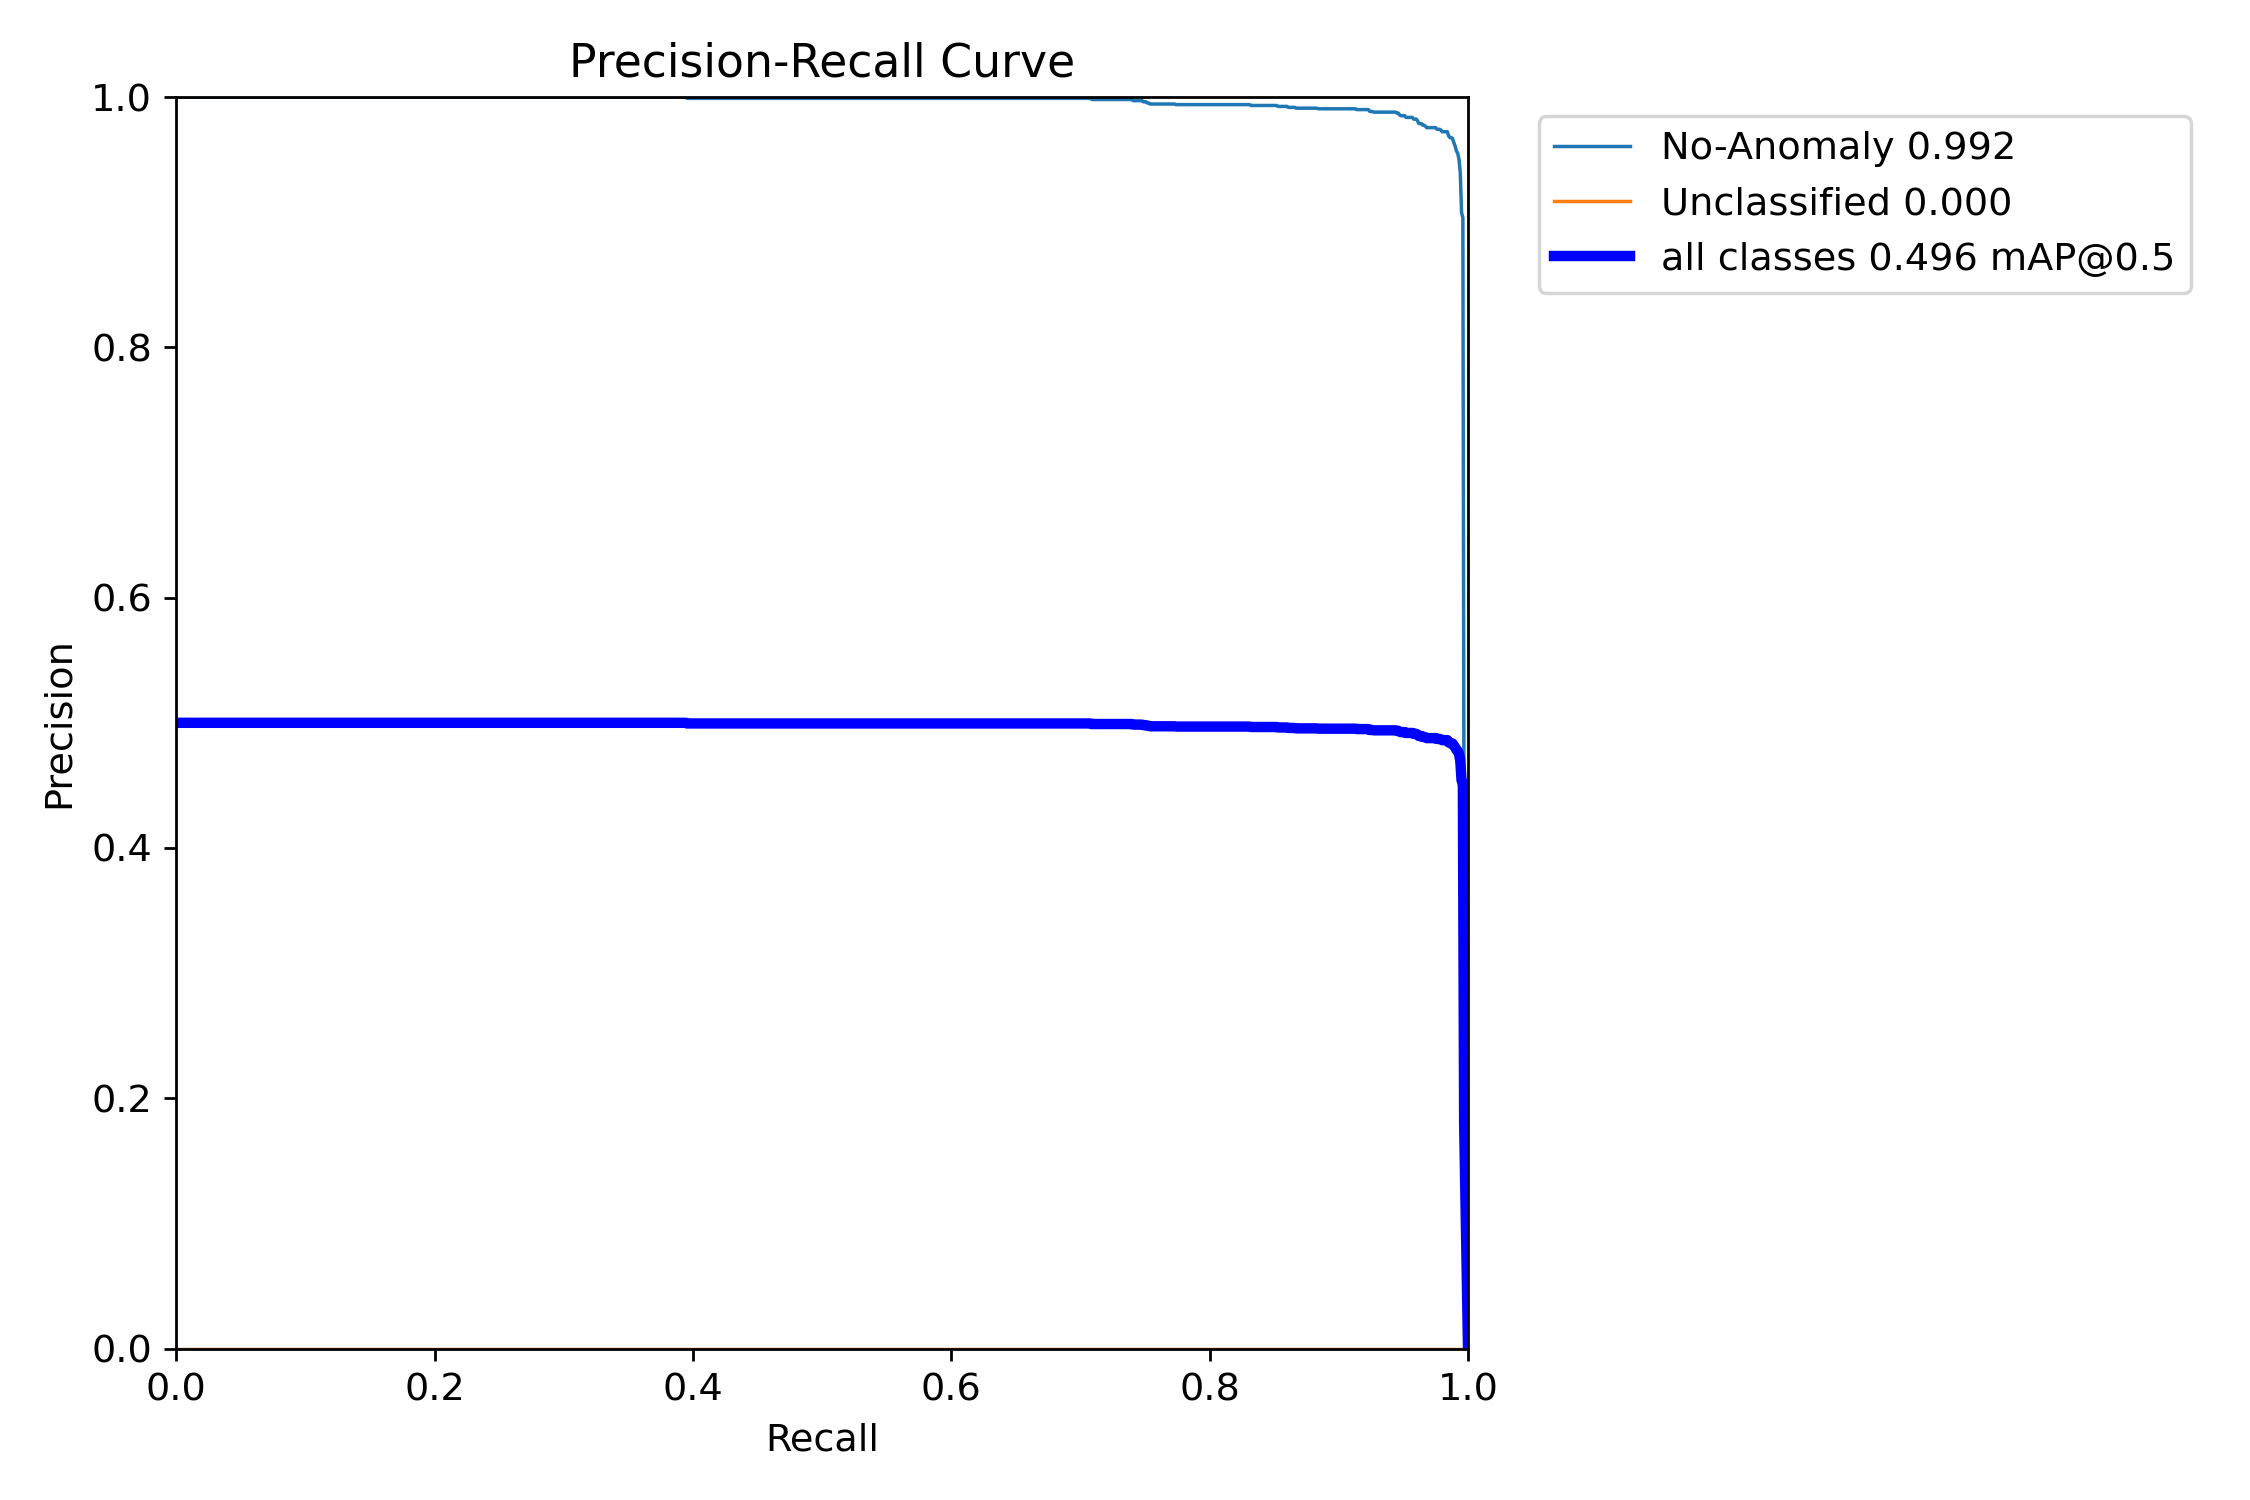 Precision-Recall Curve
1.0
0.8
0.6
0.4
0.2
0.0
Precision
0.0 0.2 0.4 0.6 0.8 1.0
Recall
No-Anomaly 0.992
Unclassified 0.000
all classes 0.496 mAP@0.5